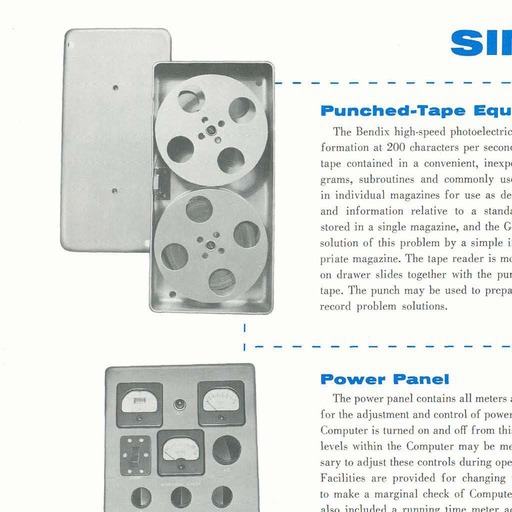 Punched-Tape Equ
The Bendix high-speed photoelectric
formation at 200 characters per secon
tape contained in a convenient, inexp
grams, subroutines and commonly us
in individual magazines for use as de
and information relative to a standa
stored in a single magazine, and the G
solution of this problem by a simple i
priate magazine. The tape reader is mo
on drawer slides together with the pun
tape. The punch may be used to prepa
record problem solutions.
Power Panel
The power panel contains all meters a
for the adjustment and control of power
Computer is turned on and off from this
levels within the Computer may be me
sary to adjust these controls during ope
Facilities are provided for changing
to make a marginal check of Compute
also included a running time meter ac